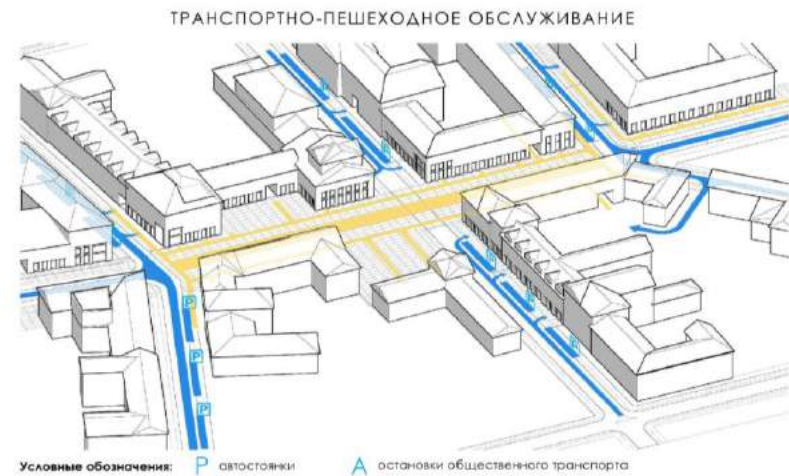 ТРАНСПОРТНО-ПЕШЕХОДНОЕ ОБСЛУЖИВАНИЕ
P
A
P
P
P
P
Условные обозначения: P автостоянки A остановки общественного транспорта